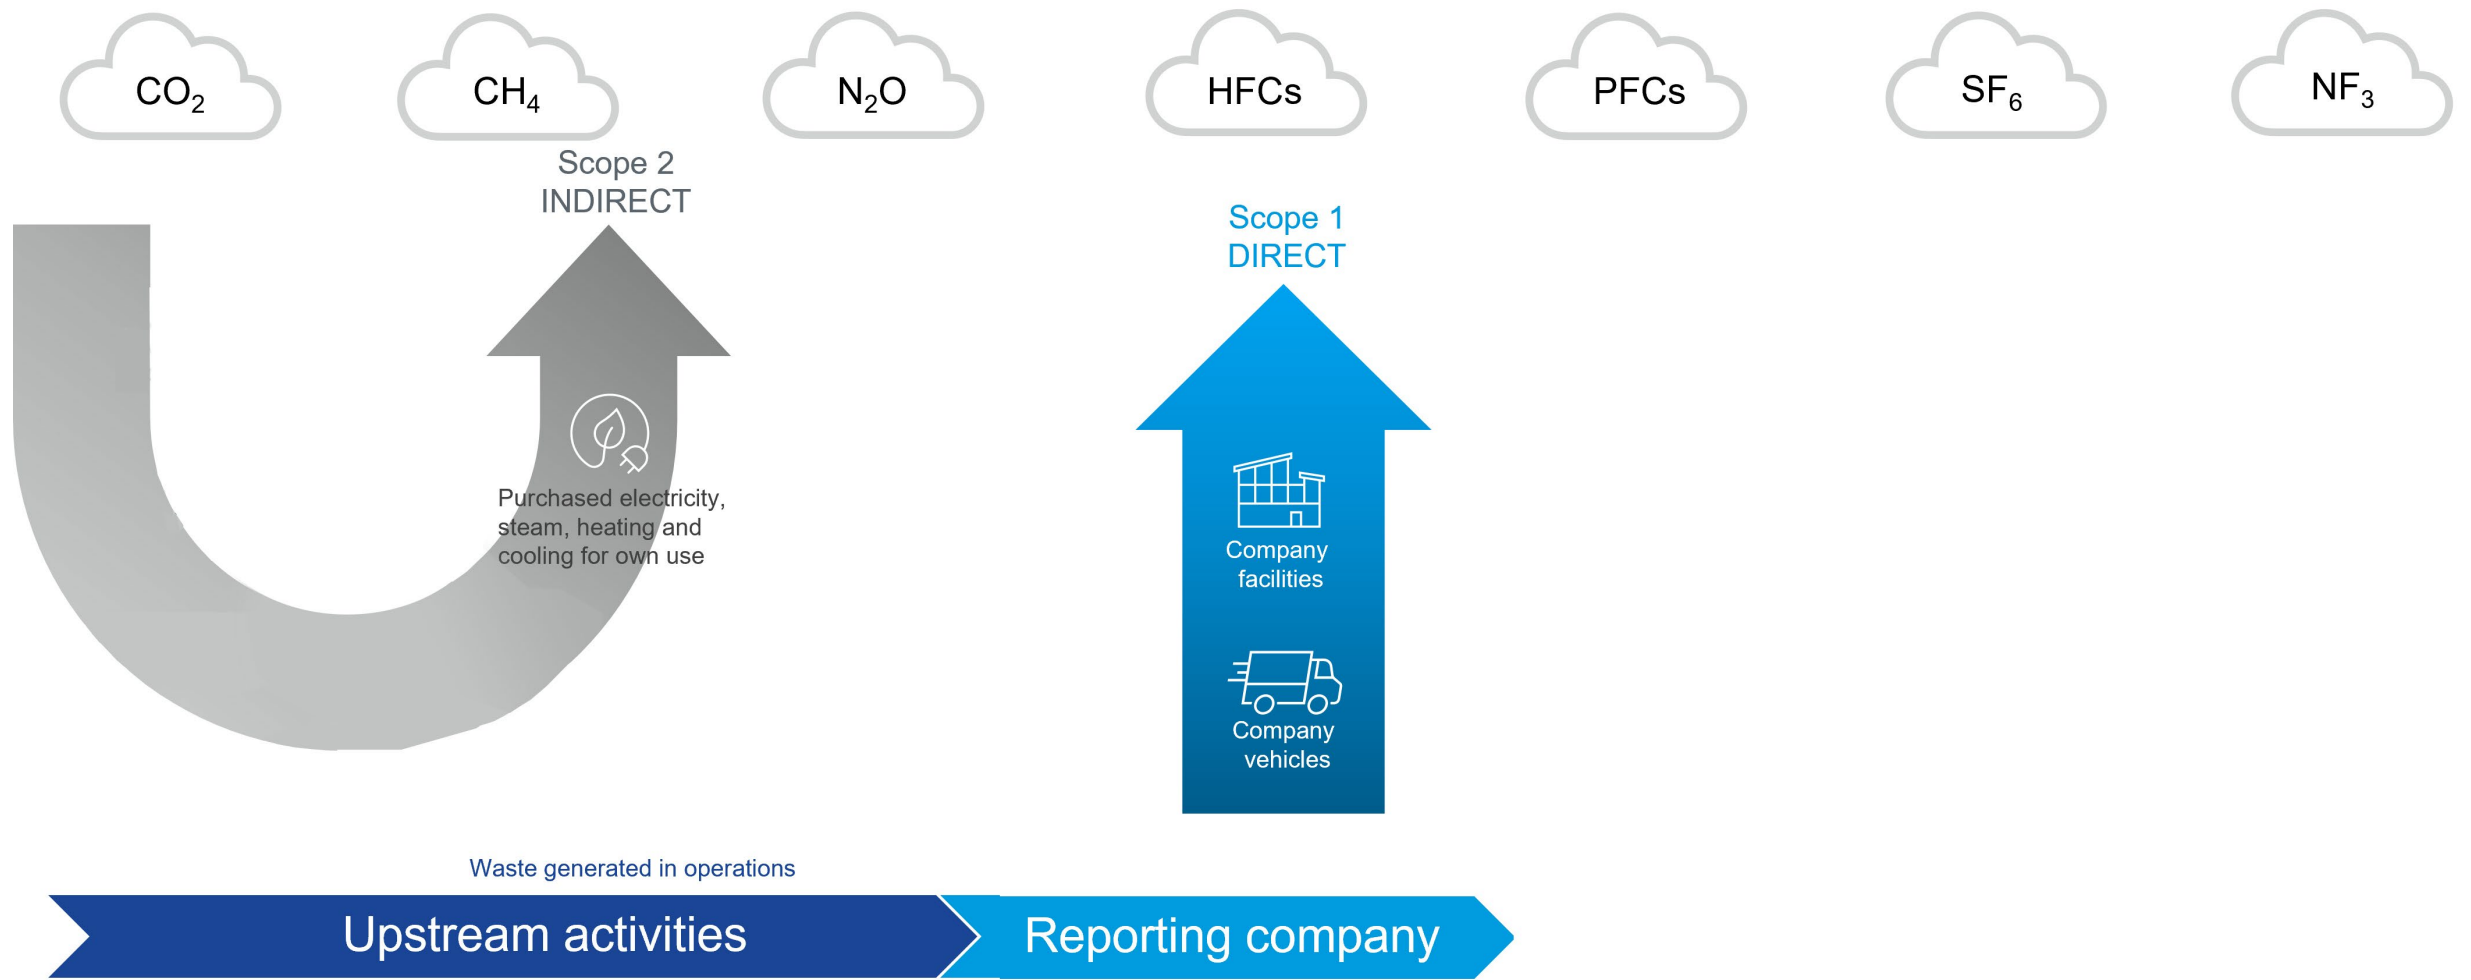 CO₂
CH₄
N₂O
HFCs
PFCs
SF₆
NF₃
Scope 2
INDIRECT
Scope 1
DIRECT
Purchased electricity,
steam, heating and
cooling for own use
Company
facilities
Company
vehicles
Waste generated in operations
Upstream activities
Reporting company